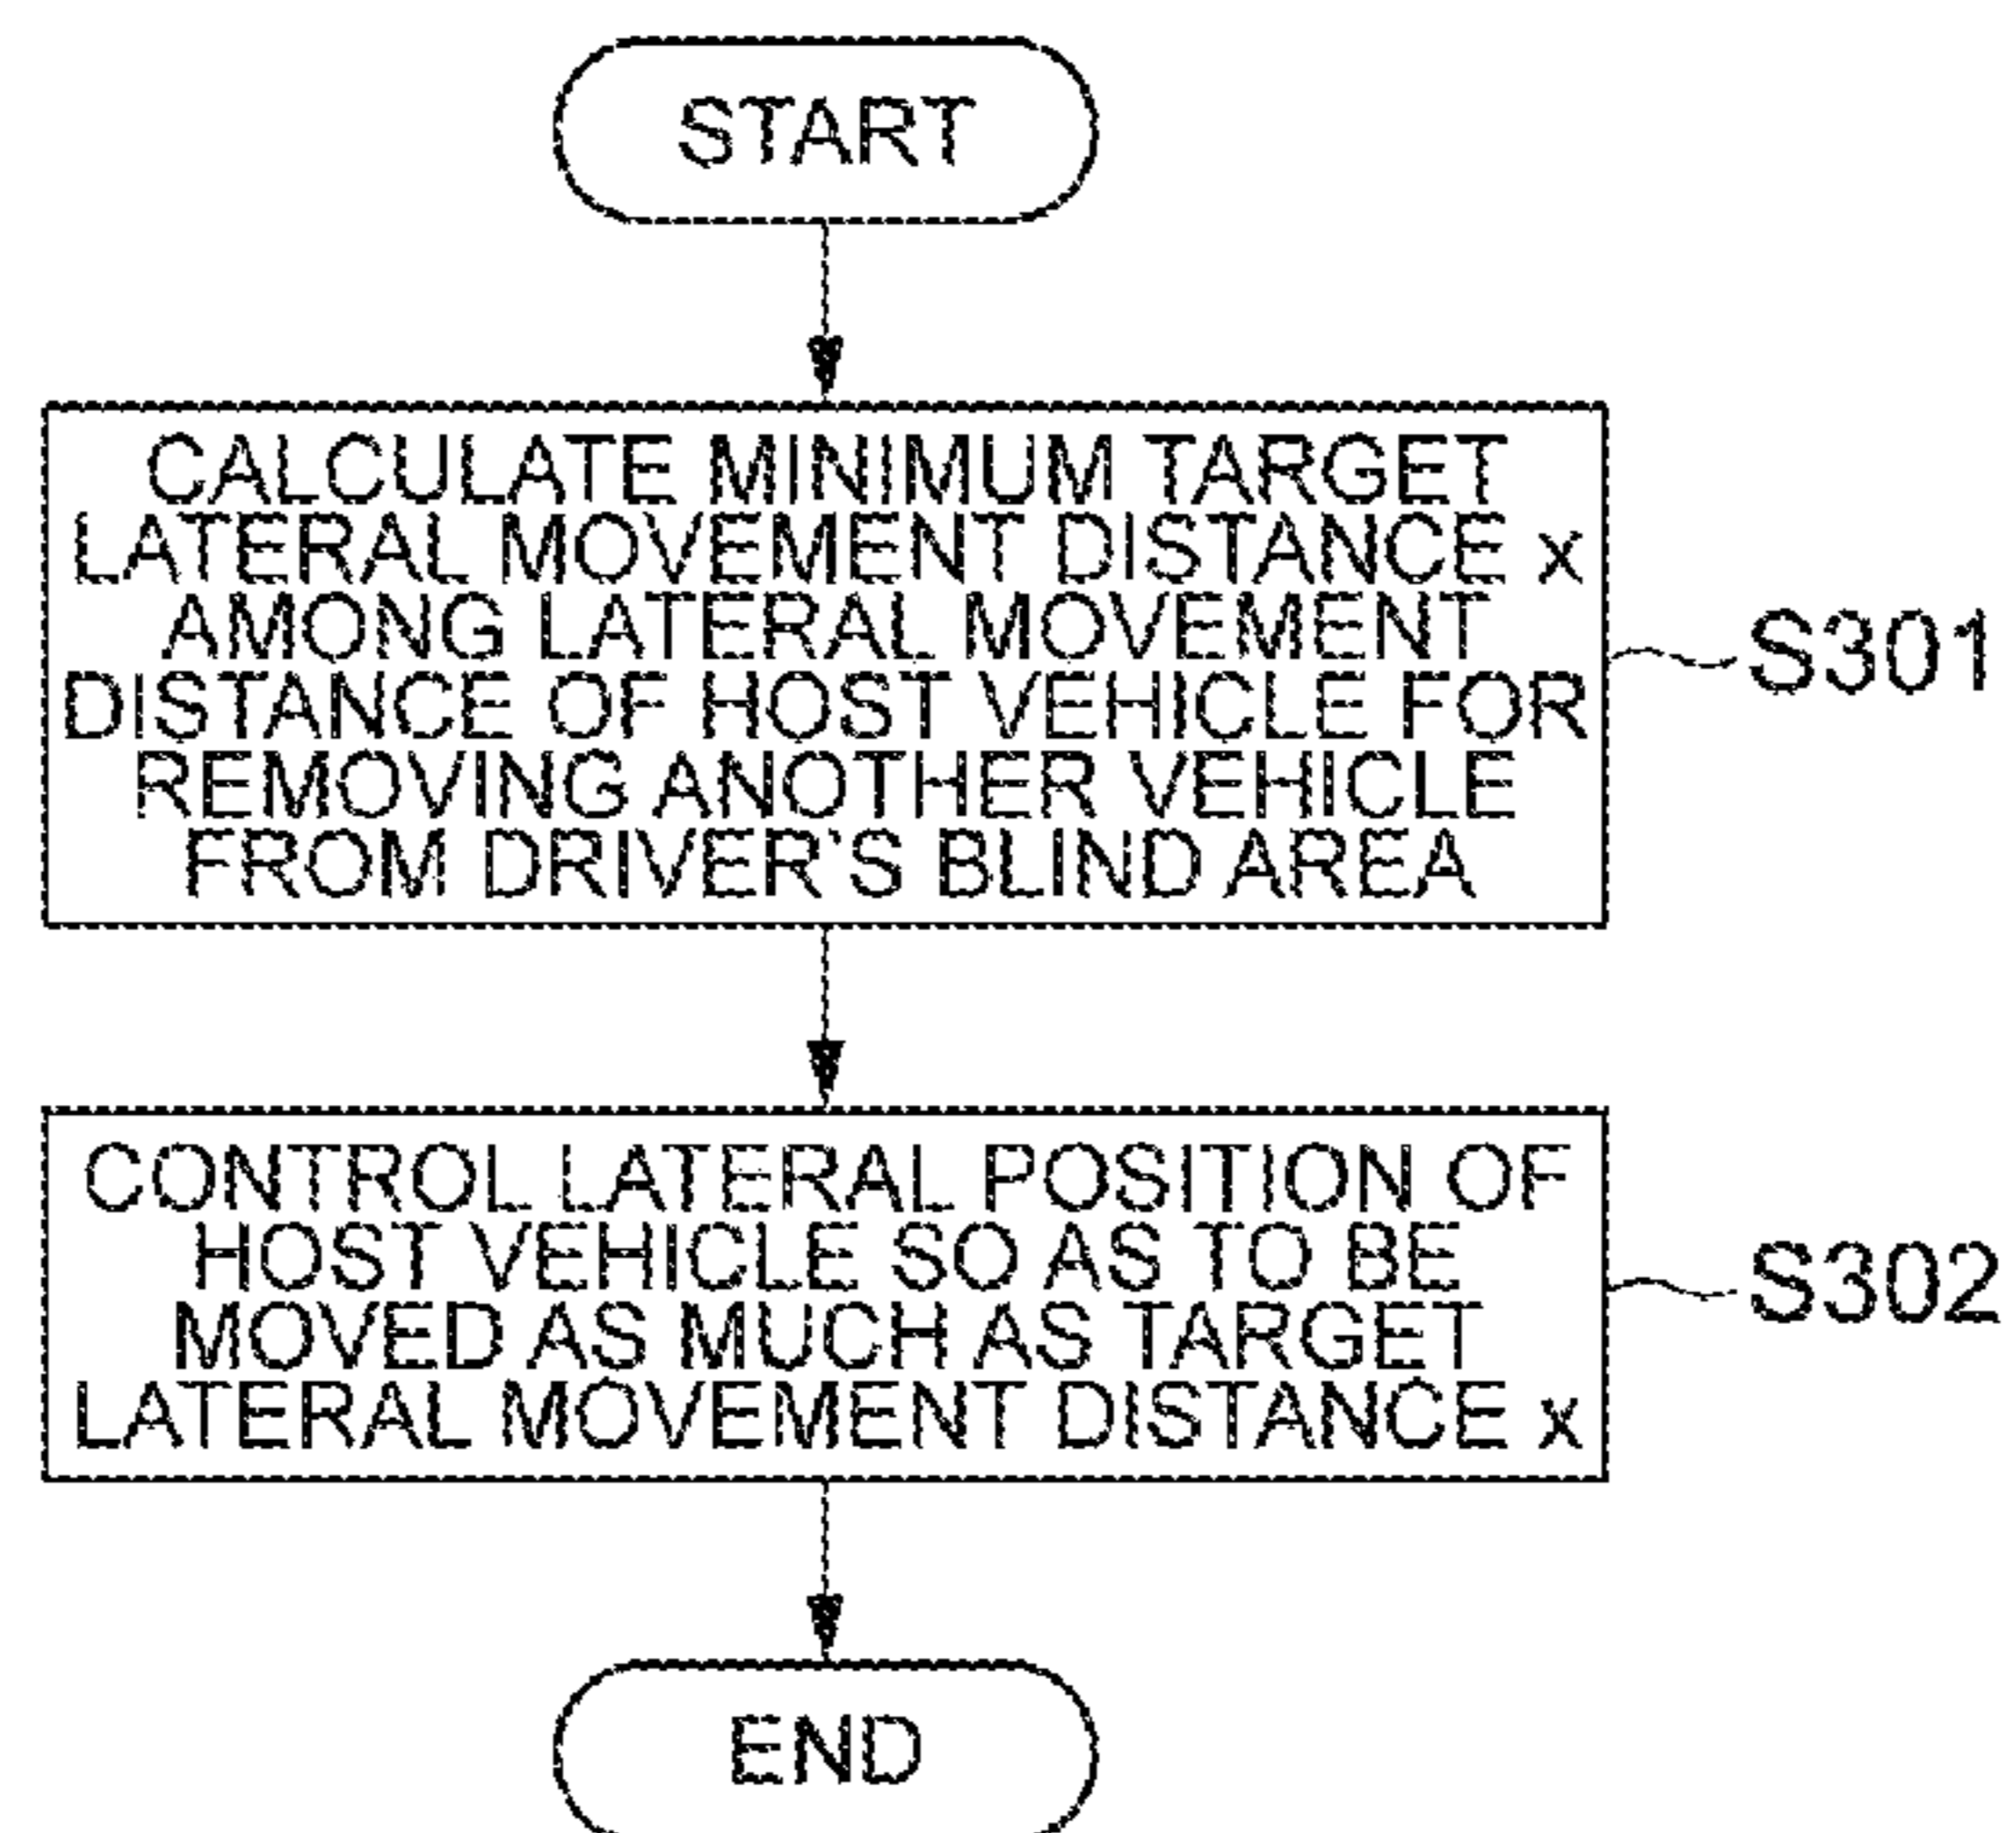 START
CALCULATE MINIMUM TARGET
LATERAL MOVEMENT DISTANCE x
AMONG LATERAL MOVEMENT
DISTANCE OF HOST VEHICLE FOR
REMOVING ANOTHER VEHICLE
FROM DRIVER'S BLIND AREA
S301
CONTROL LATERAL POSITION OF
HOST VEHICLE SO AS TO BE
MOVED AS MUCH AS TARGET
LATERAL MOVEMENT DISTANCE x
S302
END